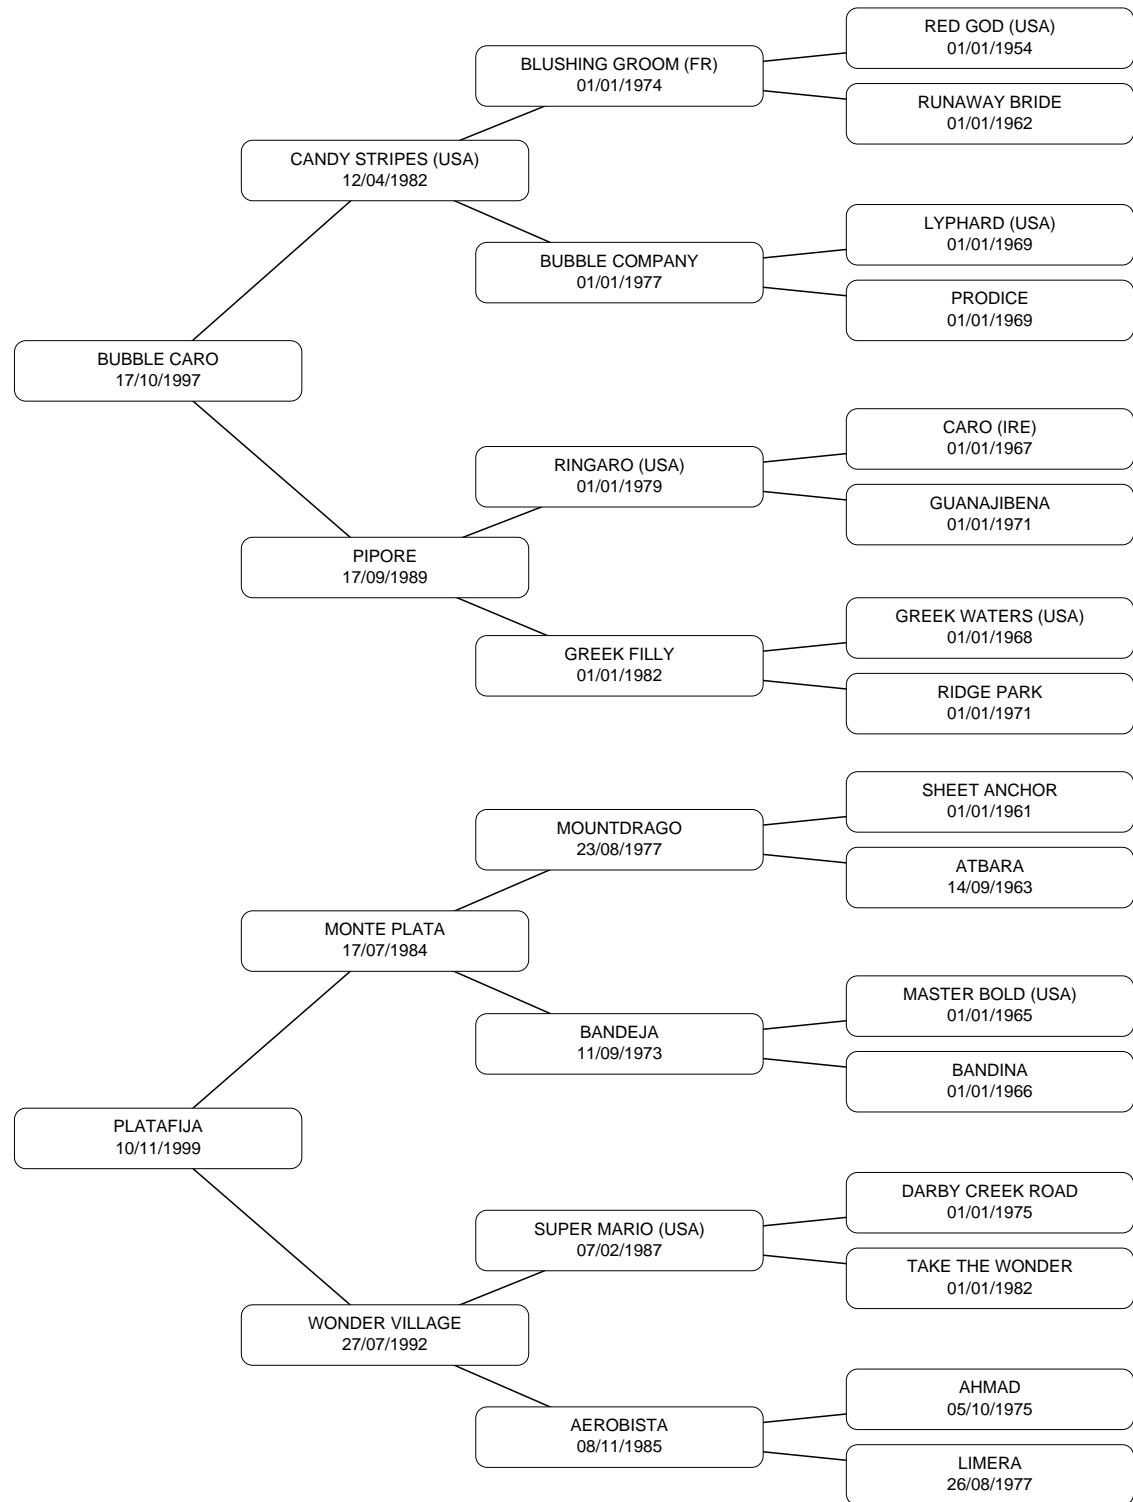 RED GOD (USA)
01/01/1954
BLUSHING GROOM (FR)
01/01/1974
RUNAWAY BRIDE
01/01/1962
CANDY STRIPES (USA)
12/04/1982
LYPHARD (USA)
01/01/1969
BUBBLE COMPANY
01/01/1977
PRODICE
01/01/1969
BUBBLE CARO
17/10/1997
CARO (IRE)
01/01/1967
RINGARO (USA)
01/01/1979
GUANAJIBENA
01/01/1971
PIPORE
17/09/1989
GREEK WATERS (USA)
01/01/1968
GREEK FILLY
01/01/1982
RIDGE PARK
01/01/1971
SHEET ANCHOR
01/01/1961
MOUNTDRAGO
23/08/1977
ATBARA
14/09/1963
MONTE PLATA
17/07/1984
MASTER BOLD (USA)
01/01/1965
BANDEJA
11/09/1973
BANDINA
01/01/1966
PLATAFIJA
10/11/1999
DARBY CREEK ROAD
01/01/1975
SUPER MARIO (USA)
07/02/1987
TAKE THE WONDER
01/01/1982
WONDER VILLAGE
27/07/1992
AHMAD
05/10/1975
AEROBISTA
08/11/1985
LIMERA
26/08/1977